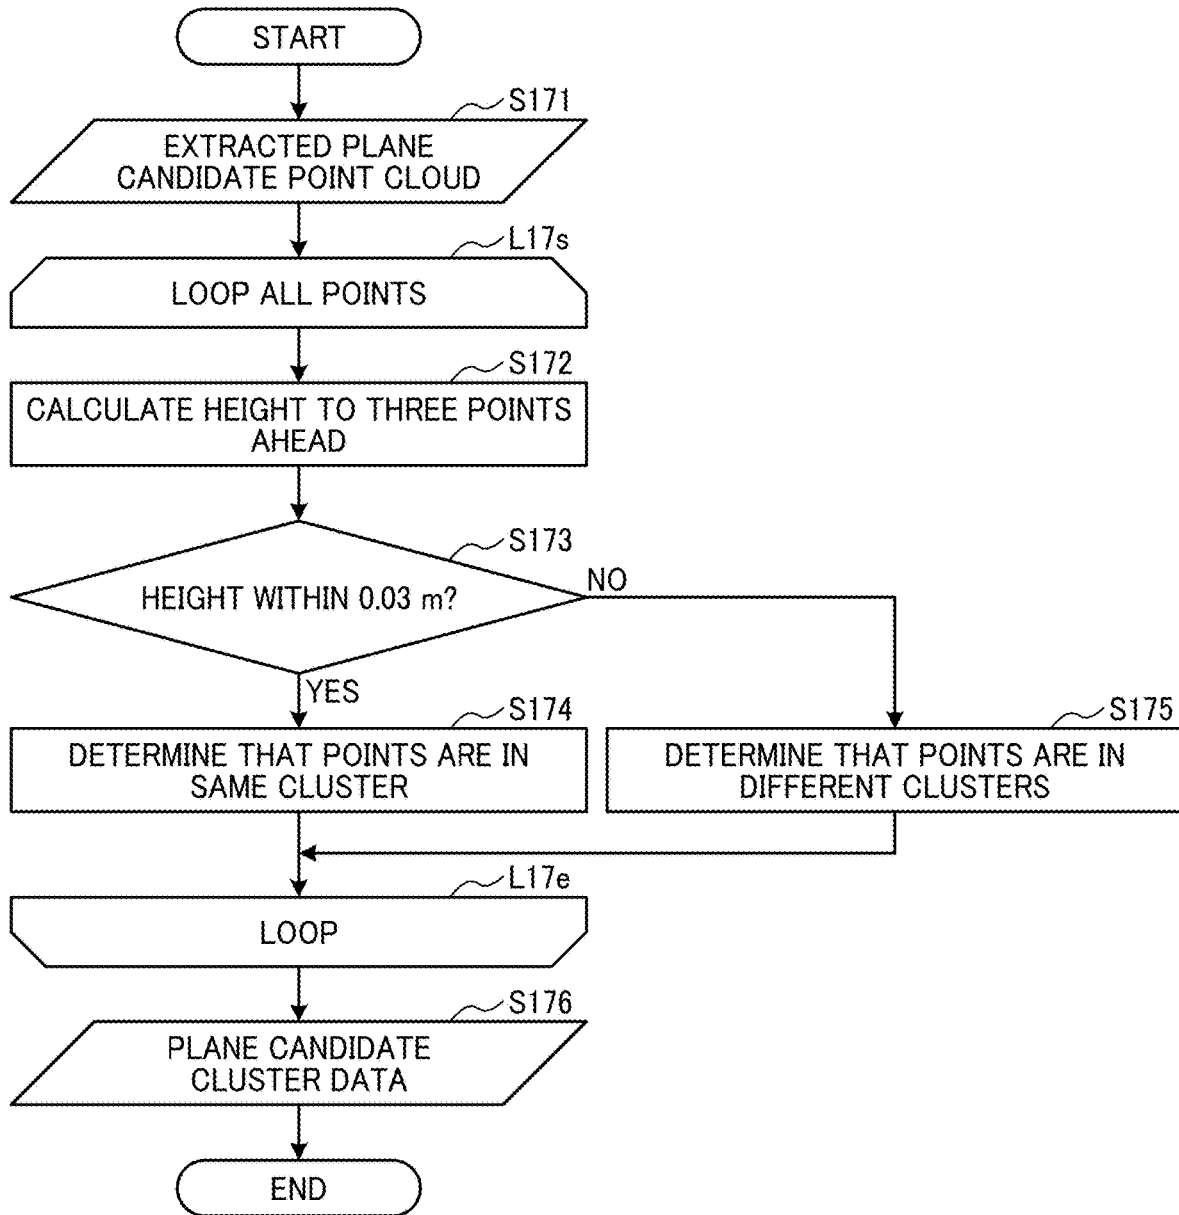 START
S171
EXTRACTED PLANE
CANDIDATE POINT CLOUD
L17s
LOOP ALL POINTS
S172
CALCULATE HEIGHT TO THREE POINTS
AHEAD
S173
HEIGHT WITHIN 0.03 m?
NO
YES
S174
DETERMINE THAT POINTS ARE IN
SAME CLUSTER
S175
DETERMINE THAT POINTS ARE IN
DIFFERENT CLUSTERS
L17e
LOOP
S176
PLANE CANDIDATE
CLUSTER DATA
END